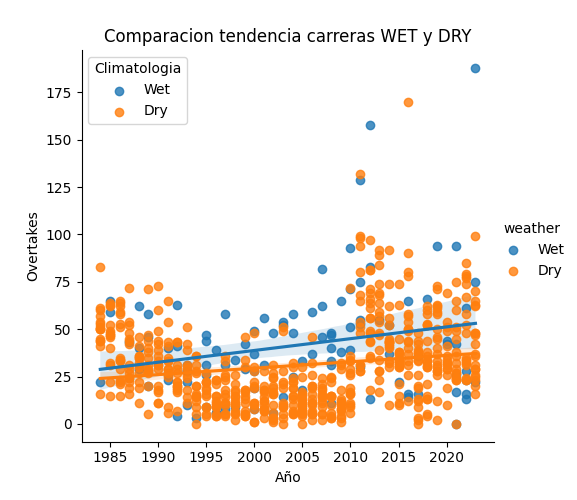 Comparacion tendencia carreras WET y DRY
Climatologia
Wet
Dry
175
150
125
100
75
50
25
0
Overtakes
1985 1990 1995 2000 2005 2010 2015 2020
Año
weather
Wet
Dry